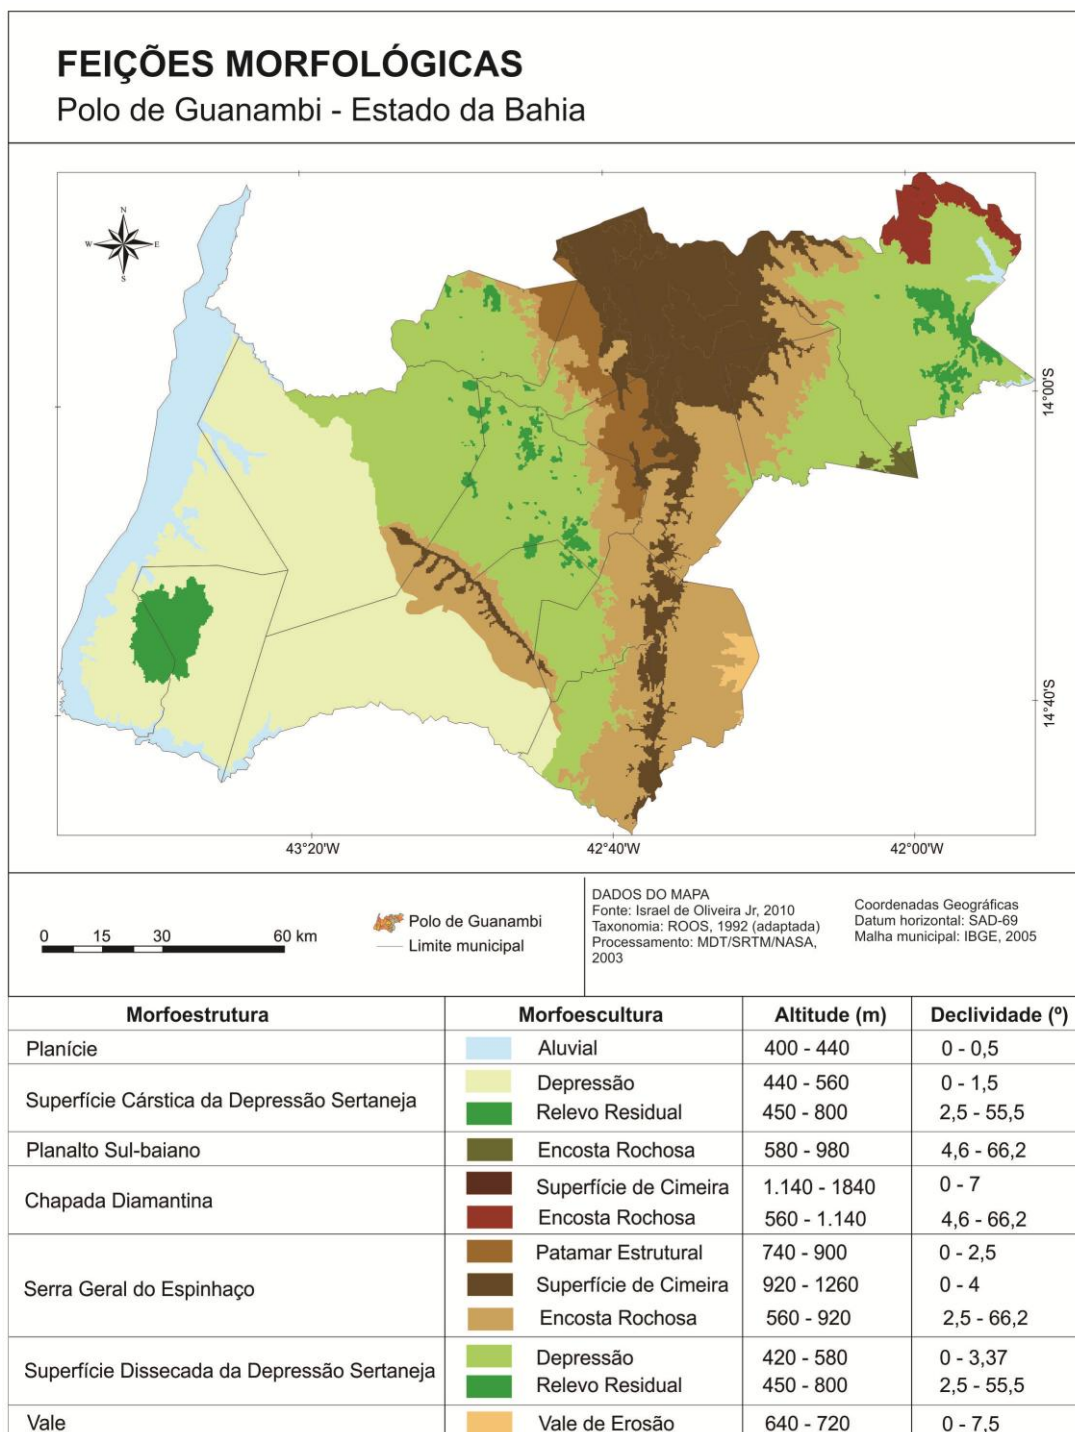 FEIÇÕES MORFOLÓGICAS
Polo de Guanambi - Estado da Bahia
N
W
E
S
14°00'S
14°40'S
43°20'W
42°40'W
42°00'W
0 15 30 60 km
Polo de Guanambi
Limite municipal
DADOS DO MAPA
Fonte: Israel de Oliveira Jr, 2010
Taxonomia: ROOS, 1992 (adaptada)
Processamento: MDT/SRTM/NASA,
2003
Coordenadas Geográficas
Datum horizontal: SAD-69
Malha municipal: IBGE, 2005
Morfoestrutura Morfoescultura Altitude (m) Declividade (º)
Planície Aluvial 400 - 440 0 - 0,5
Superfície Cárstica da Depressão Sertaneja
Depressão 440 - 560 0 - 1,5
Relevo Residual 450 - 800 2,5 - 55,5
Planalto Sul-baiano Encosta Rochosa 580 - 980 4,6 - 66,2
Chapada Diamantina
Superfície de Cimeira 1.140 - 1840 0 - 7
Encosta Rochosa 560 - 1.140 4,6 - 66,2
Serra Geral do Espinhaço
Patamar Estrutural 740 - 900 0 - 2,5
Superfície de Cimeira 920 - 1260 0 - 4
Encosta Rochosa 560 - 920 2,5 - 66,2
Superfície Dissecada da Depressão Sertaneja
Depressão 420 - 580 0 - 3,37
Relevo Residual 450 - 800 2,5 - 55,5
Vale Vale de Erosão 640 - 720 0 - 7,5